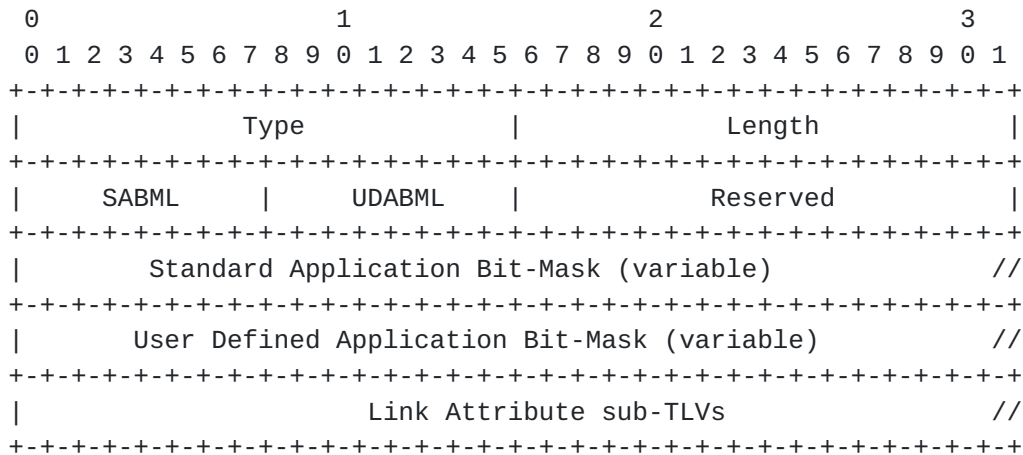 0                   1                   2                   3
 0 1 2 3 4 5 6 7 8 9 0 1 2 3 4 5 6 7 8 9 0 1 2 3 4 5 6 7 8 9 0 1
+-+-+-+-+-+-+-+-+-+-+-+-+-+-+-+-+-+-+-+-+-+-+-+-+-+-+-+-+-+-+-+-+
|              Type             |             Length            |
+-+-+-+-+-+-+-+-+-+-+-+-+-+-+-+-+-+-+-+-+-+-+-+-+-+-+-+-+-+-+-+-+
|     SABML     |     UDABML    |            Reserved           |
+-+-+-+-+-+-+-+-+-+-+-+-+-+-+-+-+-+-+-+-+-+-+-+-+-+-+-+-+-+-+-+-+
|        Standard Application Bit-Mask (variable)              //
+-+-+-+-+-+-+-+-+-+-+-+-+-+-+-+-+-+-+-+-+-+-+-+-+-+-+-+-+-+-+-+-+
|       User Defined Application Bit-Mask (variable)           //
+-+-+-+-+-+-+-+-+-+-+-+-+-+-+-+-+-+-+-+-+-+-+-+-+-+-+-+-+-+-+-+-+
|                      Link Attribute sub-TLVs                 //
+-+-+-+-+-+-+-+-+-+-+-+-+-+-+-+-+-+-+-+-+-+-+-+-+-+-+-+-+-+-+-+-+